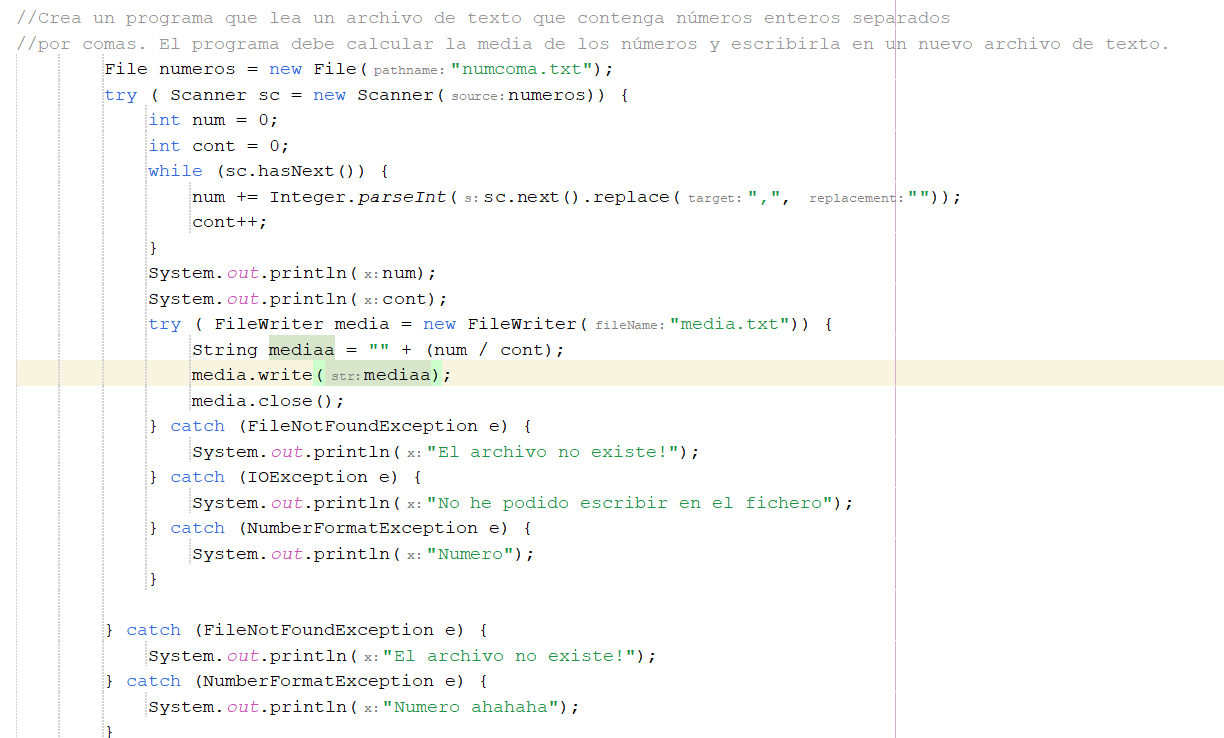 //Crea un programa que lea un archivo de texto que contenga números enteros separados
//por comas. El programa debe calcular la media de los números y escribirla en un nuevo archivo de texto.
File numeros = new File( pathname: "numcoma.txt");
try ( Scanner sc = new Scanner( source: numeros)) {
int num = 0;
int cont = 0;
while (sc.hasNext()) {
num += Integer.parseInt( s: sc.next().replace( target: ",", replacement: ""));
cont++;
}
System.out.println( x: num);
System.out.println( x: cont);
try ( FileWriter media = new FileWriter( fileName: "media.txt")) {
String mediaa = "" + (num / cont);
media.write( str: mediaa);
media.close();
} catch (FileNotFoundException e) {
System.out.println( x: "El archivo no existe!");
} catch (IOException e) {
System.out.println( x: "No he podido escribir en el fichero");
} catch (NumberFormatException e) {
System.out.println( x: "Numero");
}
} catch (FileNotFoundException e) {
System.out.println( x: "El archivo no existe!");
} catch (NumberFormatException e) {
System.out.println( x: "Numero ahahaha");
}